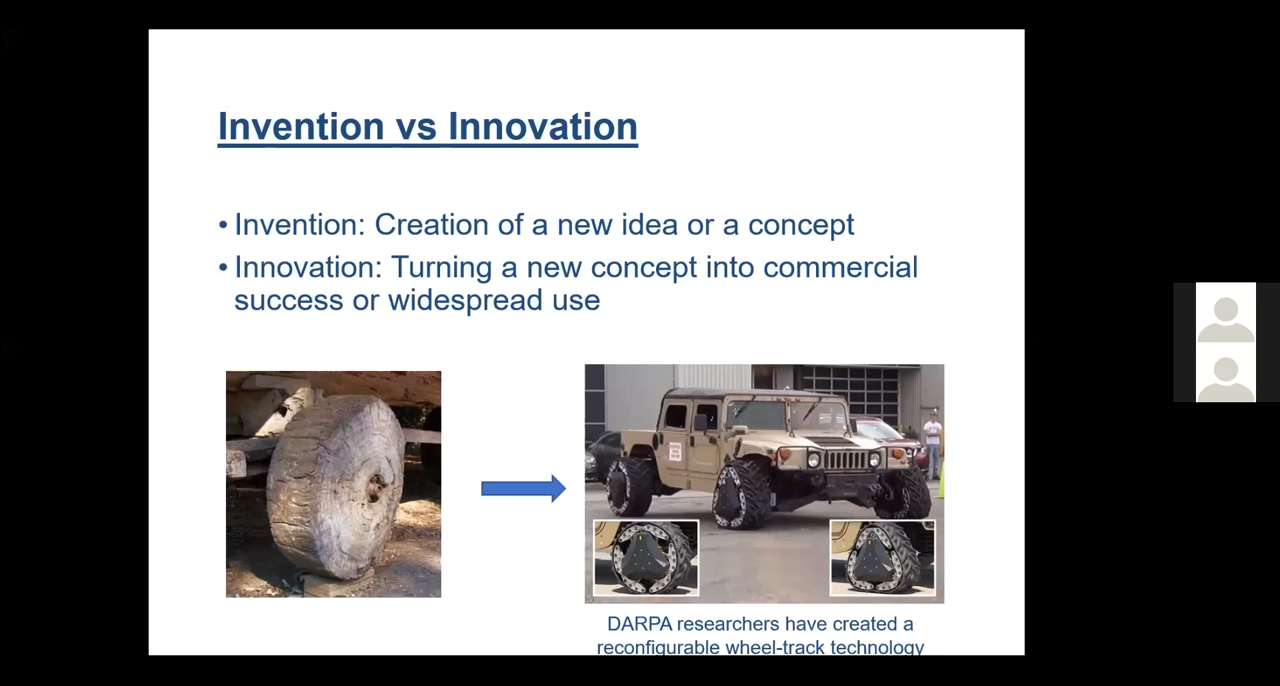 Invention vs Innovation
• Invention: Creation of a new idea or a concept
• Innovation: Turning a new concept into commercial
success or widespread use
DARPA researchers have created a
reconfigurable wheel-track technology